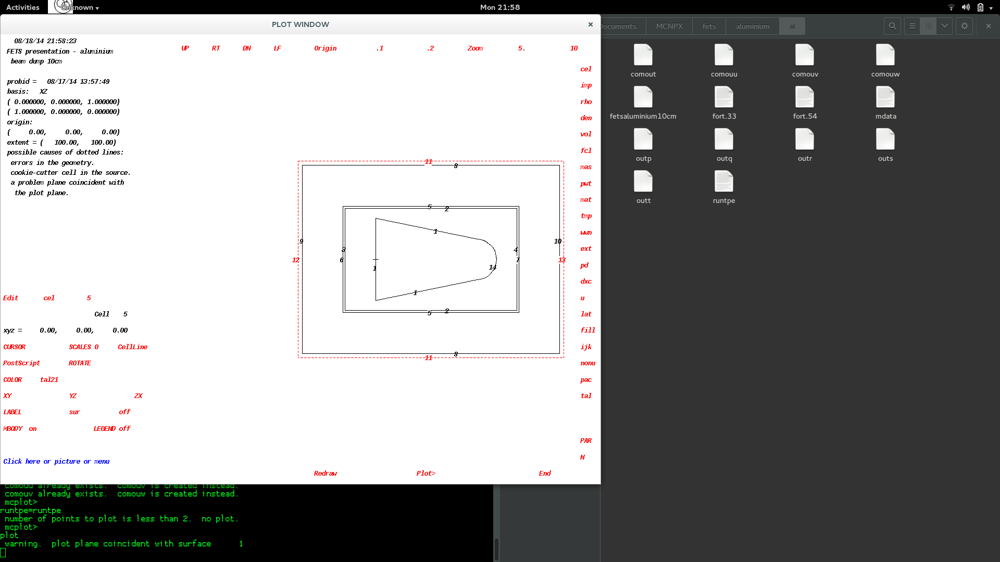 Activities
Unknown
Mon 21:58
PLOT WINDOW
08/18/14 21:58:23
FETS presentation - aluminium
beam dump 10cm
probid = 08/17/14 13:57:49
basis: XZ
( 0.000000, 0.000000, 1.000000)
( 1.000000, 0.000000, 0.000000)
origin:
( 0.00, 0.00, 0.00)
extent = ( 100.00, 100.00)
possible causes of dotted lines:
errors in the geometry.
cookie-cutter cell in the source.
a problem plane coincident with
the plot plane.
UP RT DN LF Origin .1 .2 Zoom 5. 10
cel
imp
rho
den
vol
fcl
mas
pwt
mat
tmp
wwn
ext
pd
dxc
u
lat
fill
ijk
nonu
pac
tal
PAR
N
11
8
5
2
1
9
10
3
4
12
6
7
13
1
14
1
5
2
8
11
Edit cel 5
Cell 5
xyz = 0.00, 0.00, 0.00
CURSOR SCALES 0 CellLine
PostScript ROTATE
COLOR tal21
XY YZ ZX
LABEL sur off
MBODY on LEGEND off
Click here or picture or menu
Redraw Plot> End
comouu already exists. comouv is created instead.
comouv already exists. comouw is created instead.
mcplot>
runtpe=runtpe
number of points to plot is less than 2. no plot.
mcplot>
plot
warning. plot plane coincident with surface 1
Documents MCNPX fets aluminium al
comout comouu comouv comouw
fetsaluminium10cm fort.33 fort.54 mdata
outp outq outr outs
outt runtpe